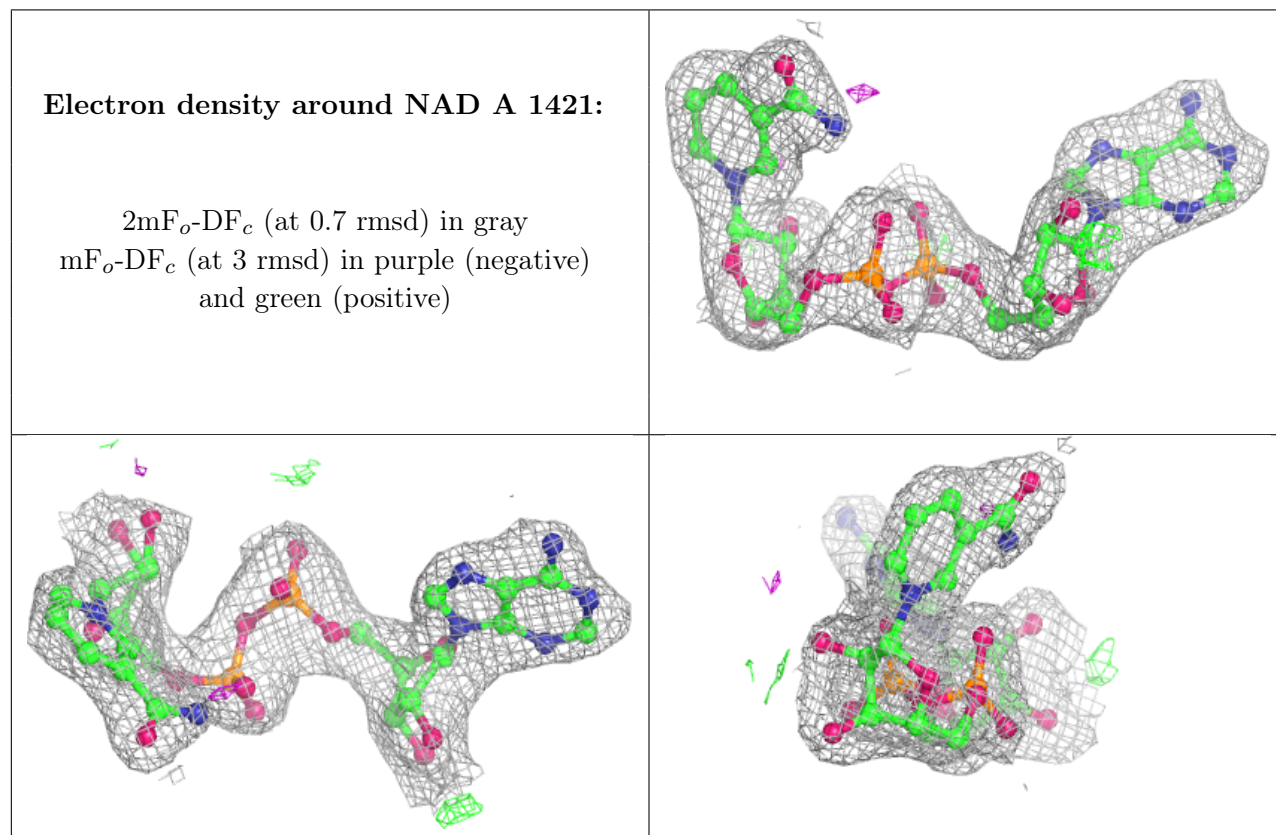 Electron density around NAD A 1421:
2mFo-DFc (at 0.7 rmsd) in gray
mFo-DFc (at 3 rmsd) in purple (negative)
and green (positive)